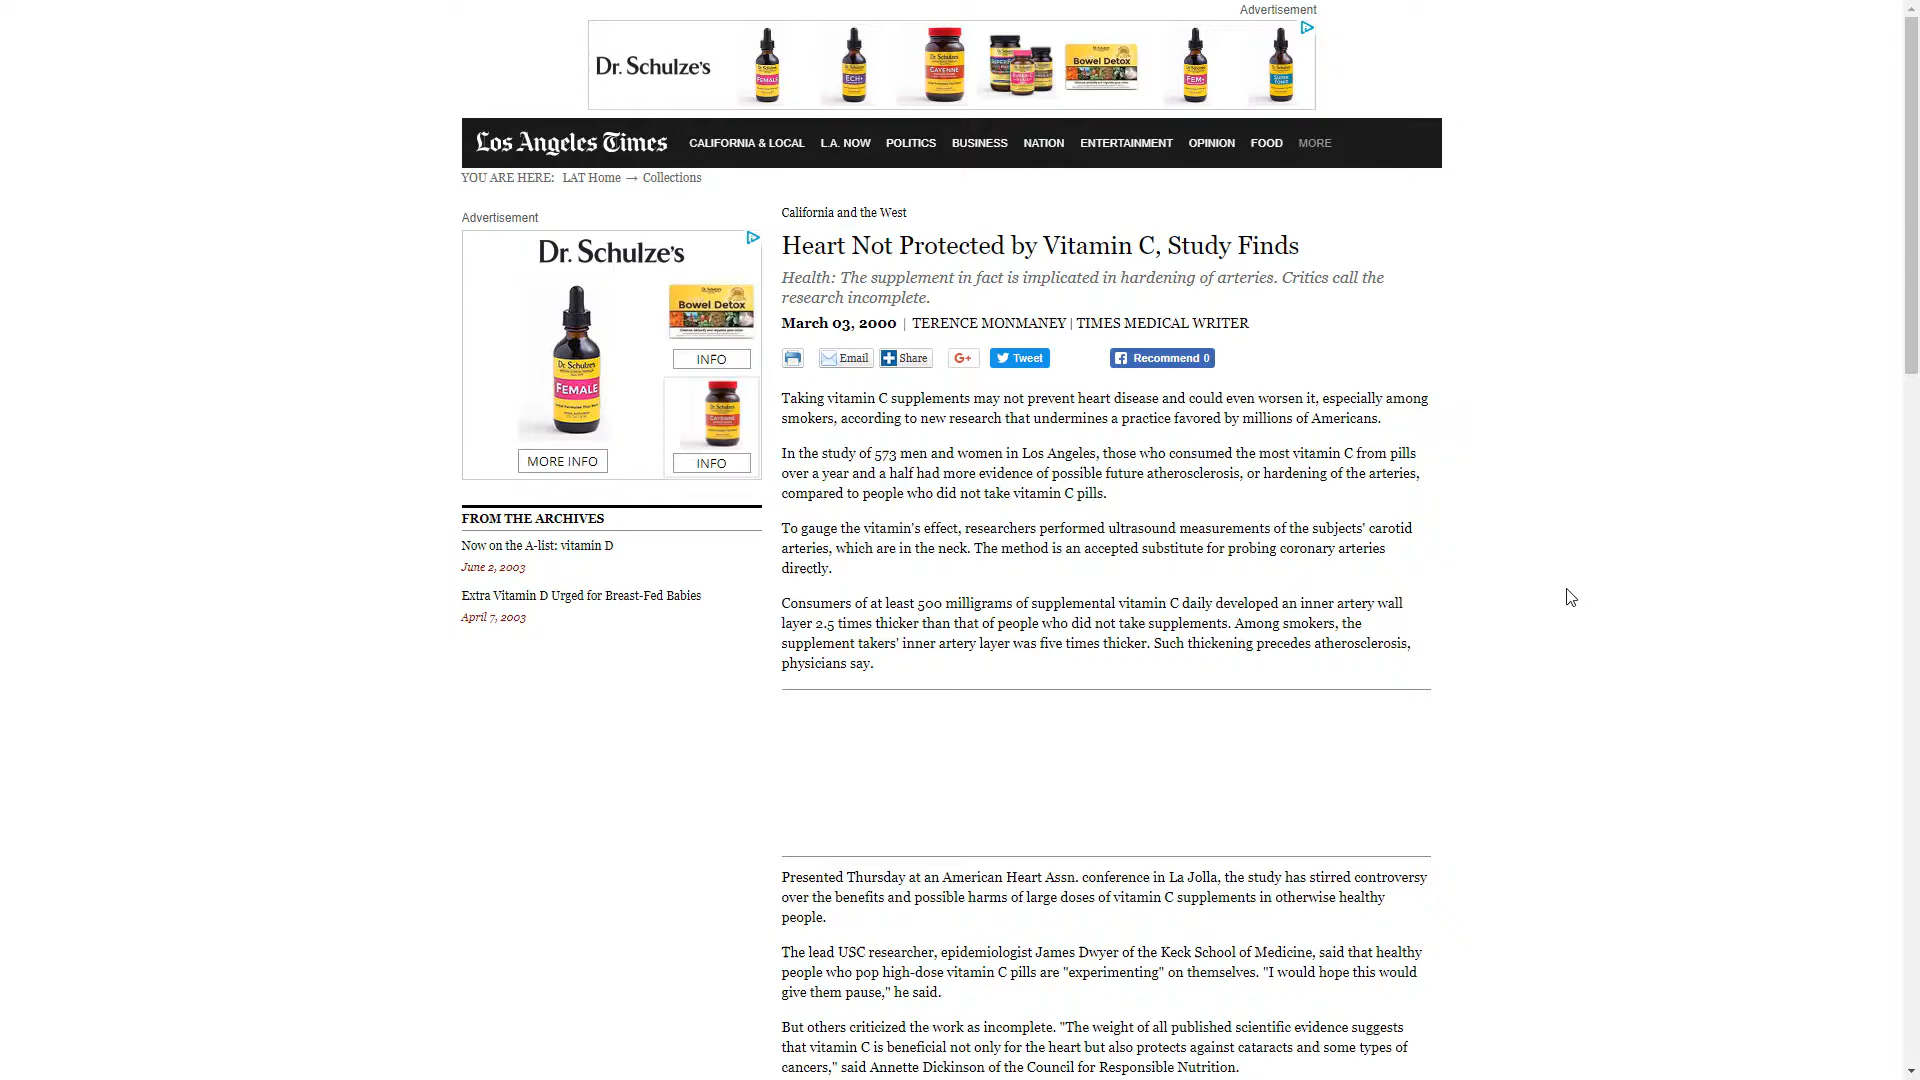 Advertisement
Dr. Schulze's
Dr. Schulze's
FEMALE
Dr. Schulze's
ECH+
Dr. Schulze's
CAYENNE
Bowel Detox
FEM+
Los Angeles Times CALIFORNIA & LOCAL L.A. NOW POLITICS BUSINESS NATION ENTERTAINMENT OPINION FOOD MORE
YOU ARE HERE: LAT Home → Collections
Advertisement
Dr. Schulze's
Bowel Detox
INFO
Dr. Schulze's
FEMALE
Dr. Schulze's
CAYENNE
MORE INFO
INFO
FROM THE ARCHIVES
Now on the A-list: vitamin D
June 2, 2003
Extra Vitamin D Urged for Breast-Fed Babies
April 7, 2003
California and the West
Heart Not Protected by Vitamin C, Study Finds
Health: The supplement in fact is implicated in hardening of arteries. Critics call the
research incomplete.
March 03, 2000 | TERENCE MONMANEY | TIMES MEDICAL WRITER
Email Share G+ Tweet Recommend 0
Taking vitamin C supplements may not prevent heart disease and could even worsen it, especially among
smokers, according to new research that undermines a practice favored by millions of Americans.
In the study of 573 men and women in Los Angeles, those who consumed the most vitamin C from pills
over a year and a half had more evidence of possible future atherosclerosis, or hardening of the arteries,
compared to people who did not take vitamin C pills.
To gauge the vitamin's effect, researchers performed ultrasound measurements of the subjects' carotid
arteries, which are in the neck. The method is an accepted substitute for probing coronary arteries
directly.
Consumers of at least 500 milligrams of supplemental vitamin C daily developed an inner artery wall
layer 2.5 times thicker than that of people who did not take supplements. Among smokers, the
supplement takers' inner artery layer was five times thicker. Such thickening precedes atherosclerosis,
physicians say.
Presented Thursday at an American Heart Assn. conference in La Jolla, the study has stirred controversy
over the benefits and possible harms of large doses of vitamin C supplements in otherwise healthy
people.
The lead USC researcher, epidemiologist James Dwyer of the Keck School of Medicine, said that healthy
people who pop high-dose vitamin C pills are "experimenting" on themselves. "I would hope this would
give them pause," he said.
But others criticized the work as incomplete. "The weight of all published scientific evidence suggests
that vitamin C is beneficial not only for the heart but also protects against cataracts and some types of
cancers," said Annette Dickinson of the Council for Responsible Nutrition.